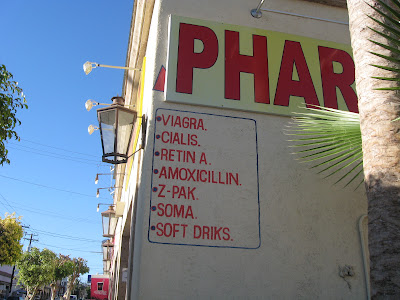 PHAR
•VIAGRA.
•CIALIS.
•RETIN A.
•AMOXICILLIN.
•Z-PAK.
•SOMA.
•SOFT DRIKS.